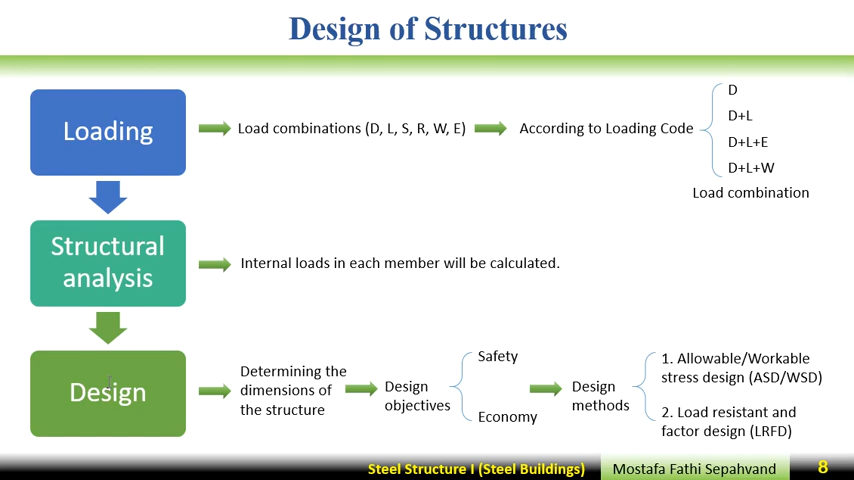 Design of Structures
Loading
Load combinations (D, L, S, R, W, E)
According to Loading Code
D
D+L
D+L+E
D+L+W
Load combination
Structural
analysis
Internal loads in each member will be calculated.
Design
Determining the
dimensions of
the structure
Design
objectives
Safety
Economy
Design
methods
1. Allowable/Workable
stress design (ASD/WSD)
2. Load resistant and
factor design (LRFD)
Steel Structure I (Steel Buildings)
Mostafa Fathi Sepahvand
8